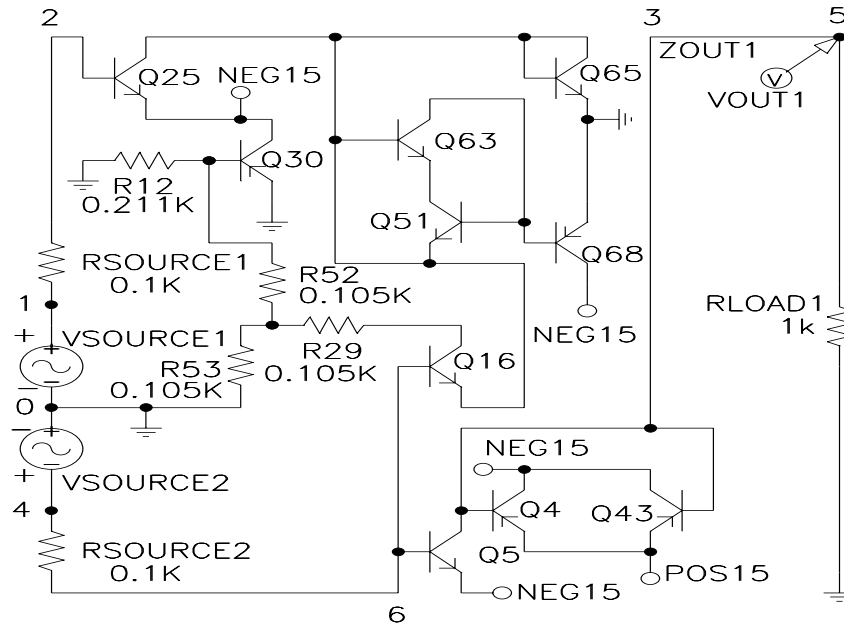 2
3
5
Q25
NEG15
Q65
ZOUT1
V
VOUT1
Q63
Q30
R12
0.211K
Q51
Q68
RSOURCE1
0.1K
R52
0.105K
1
+
VSOURCE1
R29
0.105K
NEG15
RLOAD1
1k
R53
0.105K
Q16
0
+
VSOURCE2
NEG15
4
Q4
Q43
RSOURCE2
0.1K
Q5
NEG15
POS15
6